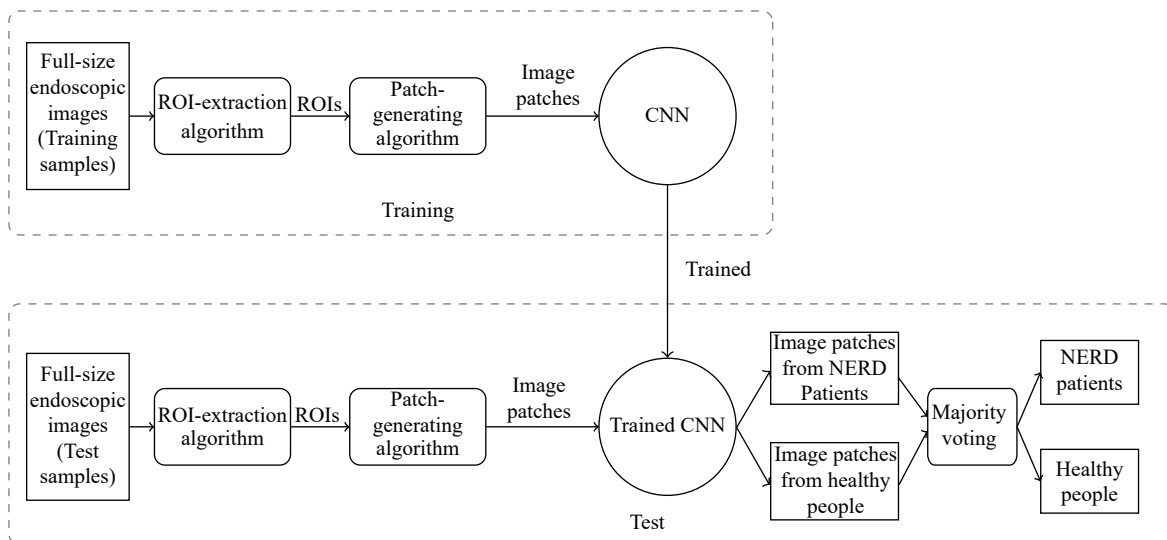 Full-size
endoscopic
images
(Training
samples)
ROI-extraction
algorithm
ROIs
Patch-
generating
algorithm
Image
patches
CNN
Training
Trained
Full-size
endoscopic
images
(Test
samples)
ROI-extraction
algorithm
ROIs
Patch-
generating
algorithm
Image
patches
Trained CNN
Image patches
from NERD
Patients
Image patches
from healthy
people
Majority
voting
NERD
patients
Healthy
people
Test